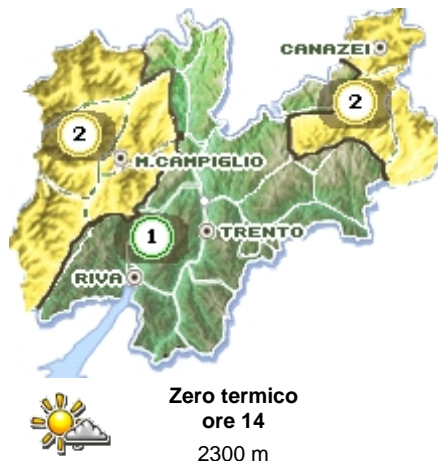 CANAZEI
2
2
M.CAMPIGLIO
1
TRENTO
RIVA
Zero termico
ore 14
2300 m